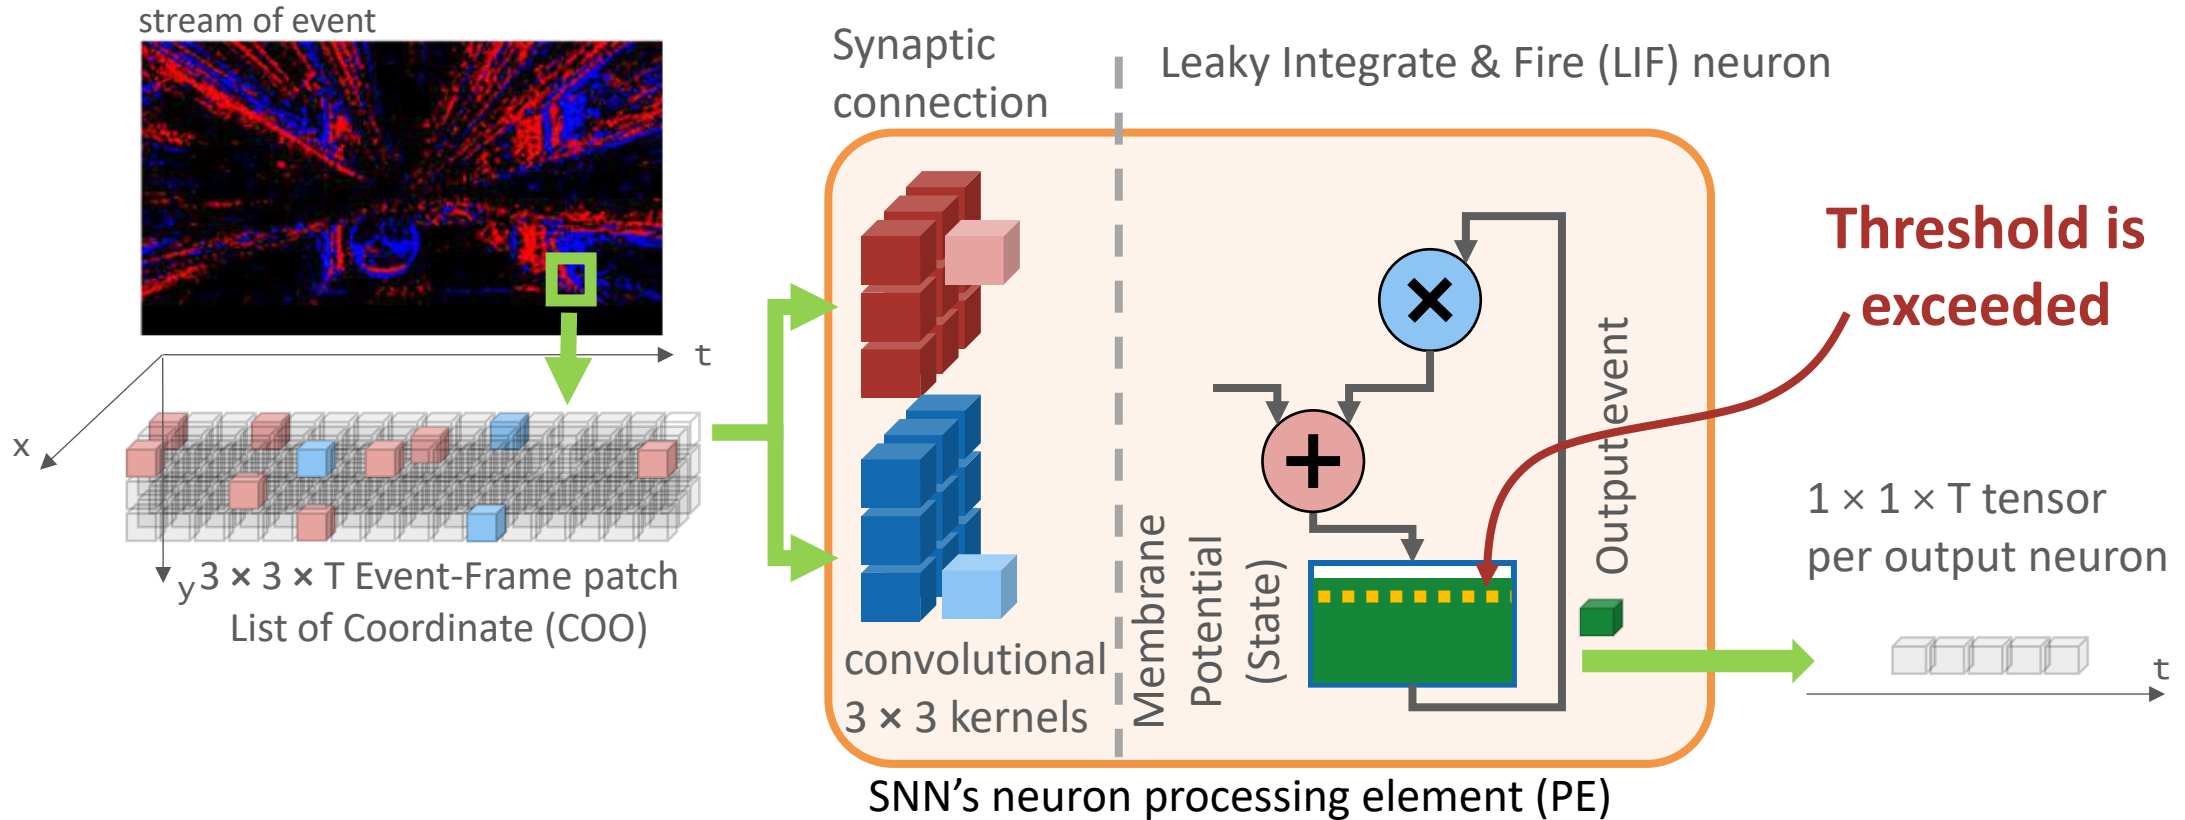 stream of event
t
x
y
3 × 3 × T Event-Frame patch
List of Coordinate (COO)
Synaptic
connection
Leaky Integrate & Fire (LIF) neuron
convolutional
3 × 3 kernels
Membrane
Potential
(State)
Output event
Threshold is
exceeded
1 × 1 × T tensor
per output neuron
t
SNN’s neuron processing element (PE)